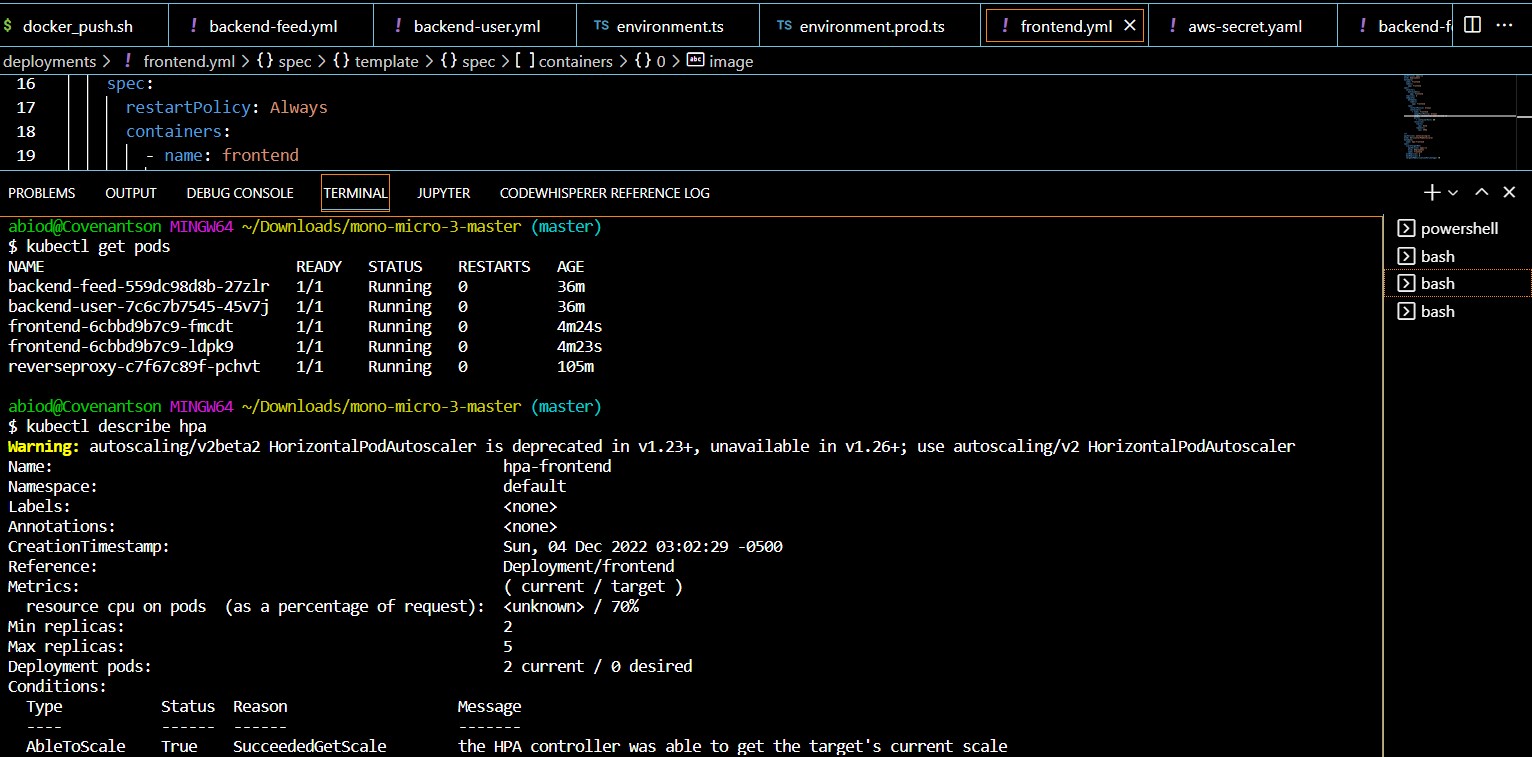 $ docker_push.sh ! backend-feed.yml ! backend-user.yml TS environment.ts TS environment.prod.ts ! frontend.yml ! aws-secret.yaml ! backend-f
deployments > ! frontend.yml > {} spec > {} template > {} spec > [ ] containers > {} 0 > abc image
16 spec:
17 restartPolicy: Always
18 containers:
19 - name: frontend
PROBLEMS OUTPUT DEBUG CONSOLE TERMINAL JUPYTER CODEWHISPERER REFERENCE LOG
powershell
bash
bash
bash
abiod@Covenantson MINGW64 ~/Downloads/mono-micro-3-master (master)
$ kubectl get pods
NAME READY STATUS RESTARTS AGE
backend-feed-559dc98d8b-27zlr 1/1 Running 0 36m
backend-user-7c6c7b7545-45v7j 1/1 Running 0 36m
frontend-6cbbd9b7c9-fmcdt 1/1 Running 0 4m24s
frontend-6cbbd9b7c9-ldpk9 1/1 Running 0 4m23s
reverseproxy-c7f67c89f-pchvt 1/1 Running 0 105m
abiod@Covenantson MINGW64 ~/Downloads/mono-micro-3-master (master)
$ kubectl describe hpa
Warning: autoscaling/v2beta2 HorizontalPodAutoscaler is deprecated in v1.23+, unavailable in v1.26+; use autoscaling/v2 HorizontalPodAutoscaler
Name: hpa-frontend
Namespace: default
Labels: <none>
Annotations: <none>
CreationTimestamp: Sun, 04 Dec 2022 03:02:29 -0500
Reference: Deployment/frontend
Metrics: ( current / target )
resource cpu on pods (as a percentage of request): <unknown> / 70%
Min replicas: 2
Max replicas: 5
Deployment pods: 2 current / 0 desired
Conditions:
Type Status Reason Message
---- ------ ------ -------
AbleToScale True SucceededGetScale the HPA controller was able to get the target's current scale